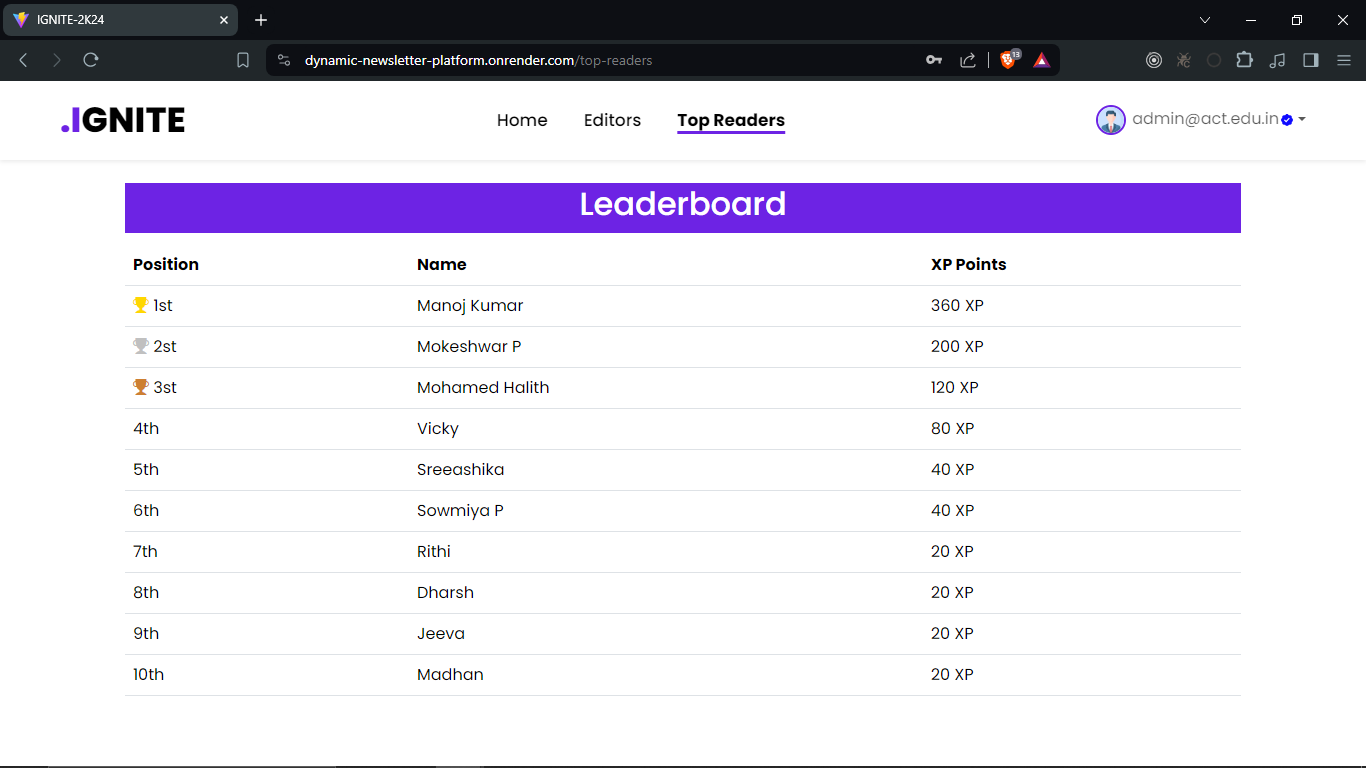 IGNITE-2K24
dynamic-newsletter-platform.onrender.com/top-readers
13
.IGNITE
Home Editors Top Readers
admin@act.edu.in
Leaderboard
Position Name XP Points
1st Manoj Kumar 360 XP
2st Mokeshwar P 200 XP
3st Mohamed Halith 120 XP
4th Vicky 80 XP
5th Sreeashika 40 XP
6th Sowmiya P 40 XP
7th Rithi 20 XP
8th Dharsh 20 XP
9th Jeeva 20 XP
10th Madhan 20 XP